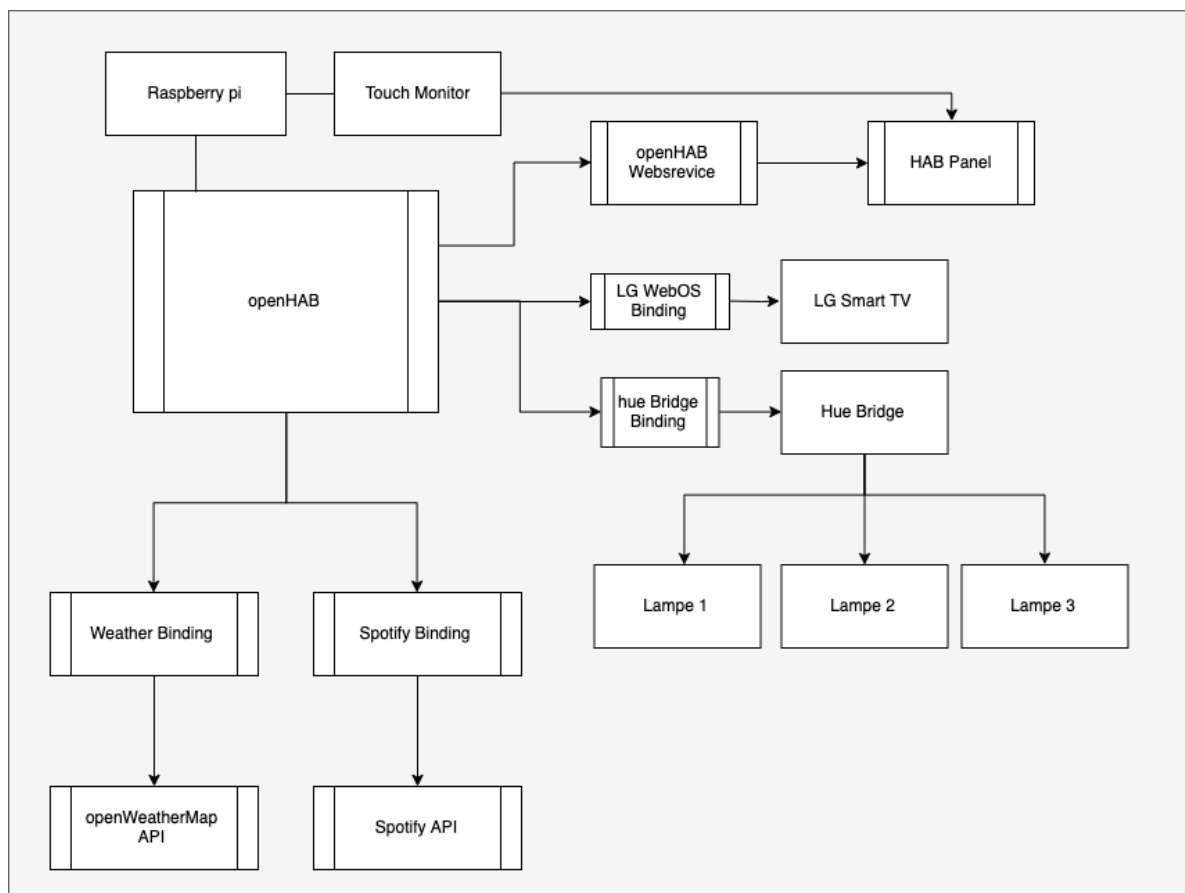 Raspberry pi
Touch Monitor
openHAB
Websrevice
HAB Panel
openHAB
LG WebOS
Binding
LG Smart TV
hue Bridge
Binding
Hue Bridge
Lampe 1
Lampe 2
Lampe 3
Weather Binding
Spotify Binding
openWeatherMap
API
Spotify API